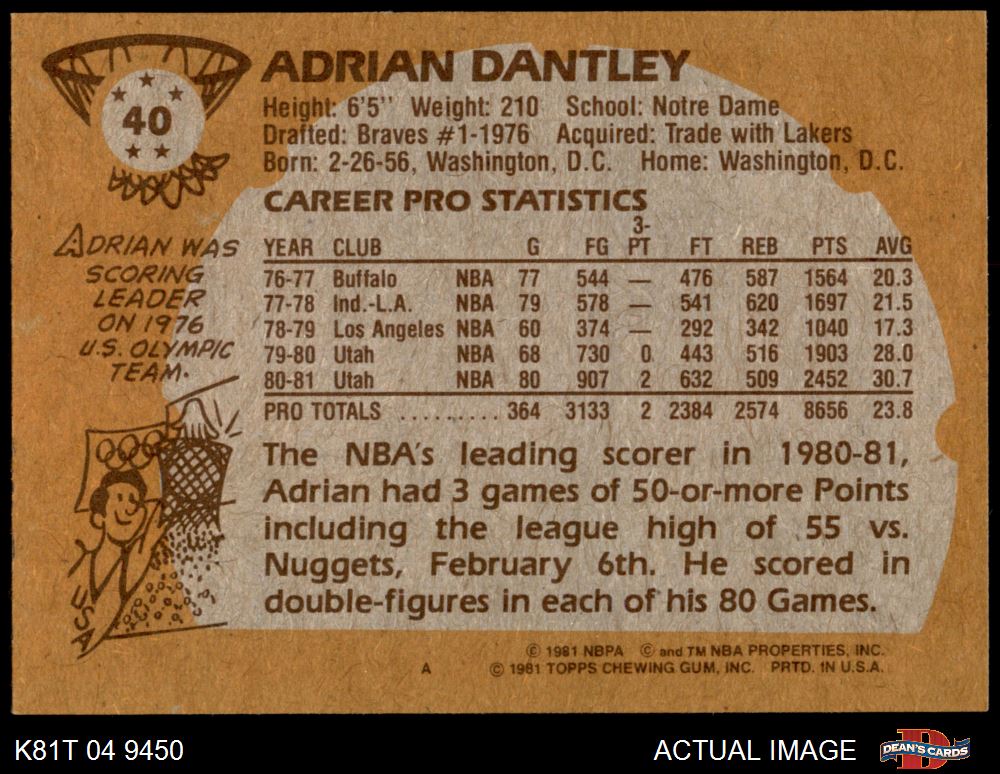 40
ADRIAN DANTLEY
Height: 6'5" Weight: 210 School: Notre Dame
Drafted: Braves #1-1976 Acquired: Trade with Lakers
Born: 2-26-56, Washington, D.C. Home: Washington, D.C.
CAREER PRO STATISTICS
YEAR CLUB G FG 3-PT FT REB PTS AVG
76-77 Buffalo NBA 77 544 — 476 587 1564 20.3
77-78 Ind.-L.A. NBA 79 578 — 541 620 1697 21.5
78-79 Los Angeles NBA 60 374 — 292 342 1040 17.3
79-80 Utah NBA 68 730 0 443 516 1903 28.0
80-81 Utah NBA 80 907 2 632 509 2452 30.7
PRO TOTALS .......... 364 3133 2 2384 2574 8656 23.8
ADRIAN WAS
SCORING
LEADER
ON 1976
U.S. OLYMPIC
TEAM.
USA
The NBA's leading scorer in 1980-81,
Adrian had 3 games of 50-or-more Points
including the league high of 55 vs.
Nuggets, February 6th. He scored in
double-figures in each of his 80 Games.
© 1981 NBPA © and TM NBA PROPERTIES, INC.
A © 1981 TOPPS CHEWING GUM, INC. PRTD. IN U.S.A.
K81T 04 9450
ACTUAL IMAGE
D
DEAN'S CARDS